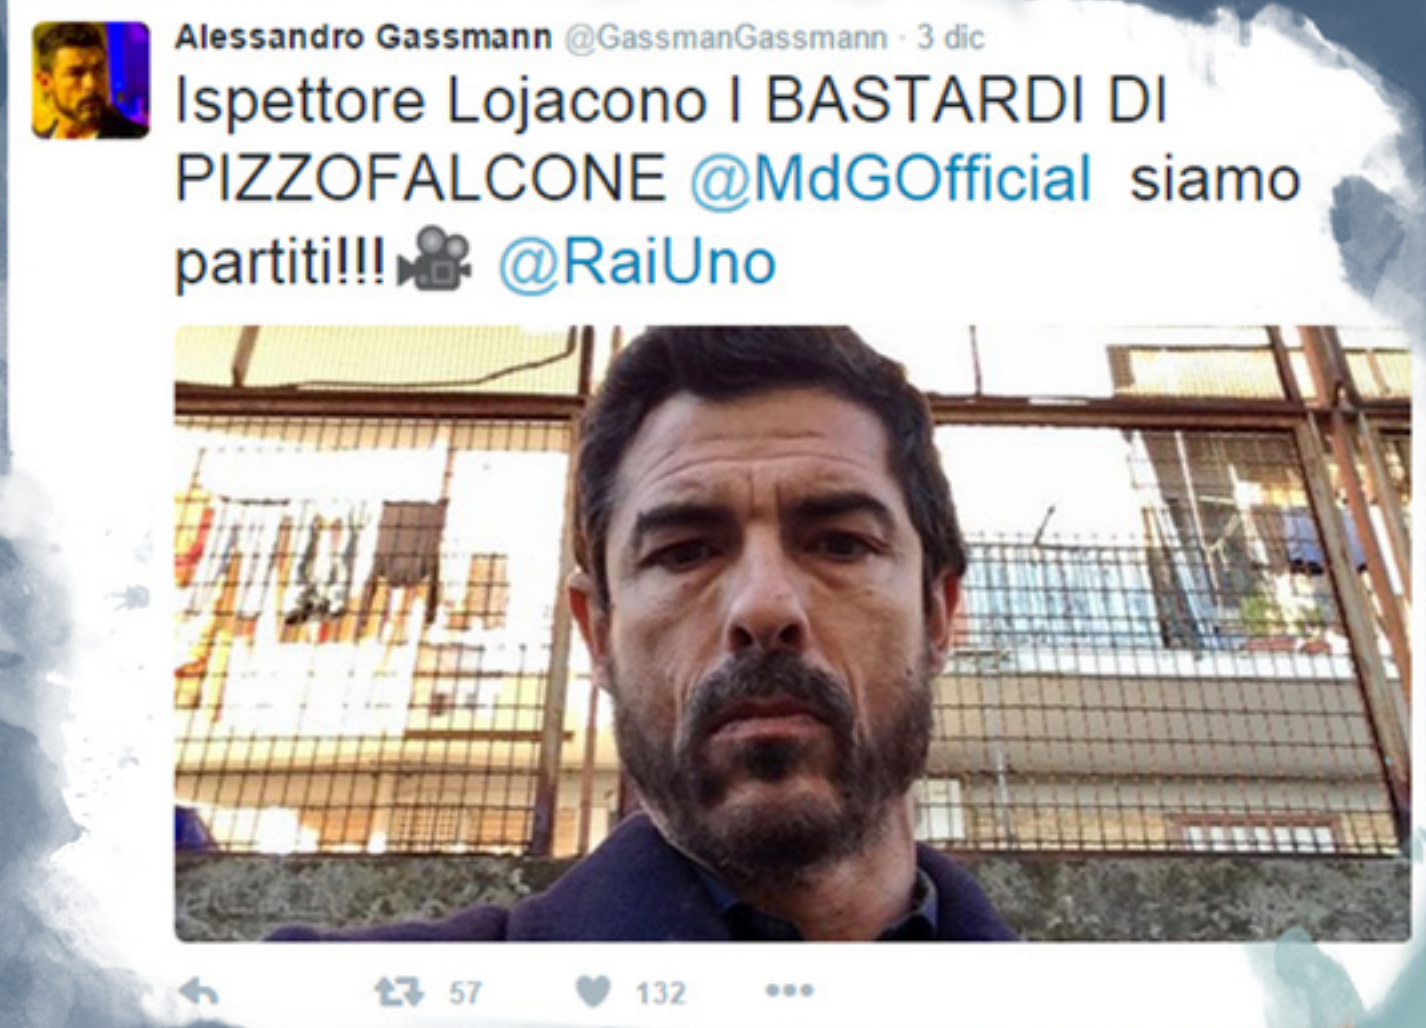 Alessandro Gassmann @GassmanGassmann · 3 dic
Ispettore Lojacono I BASTARDI DI
PIZZOFALCONE @MdGOfficial siamo
partiti!!!🎥 @RaiUno
57 132